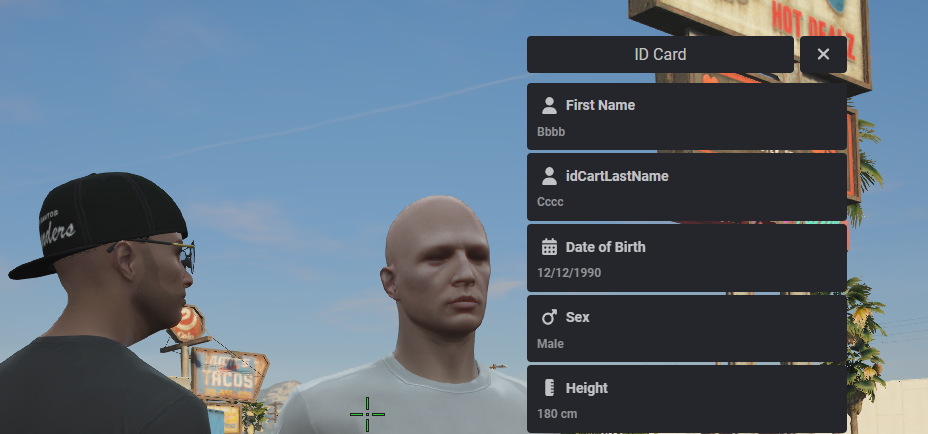 HOT DEALZ
ID Card
First Name
Bbbb
idCartLastName
Cccc
Date of Birth
12/12/1990
Sex
Male
Height
180 cm
TACOS